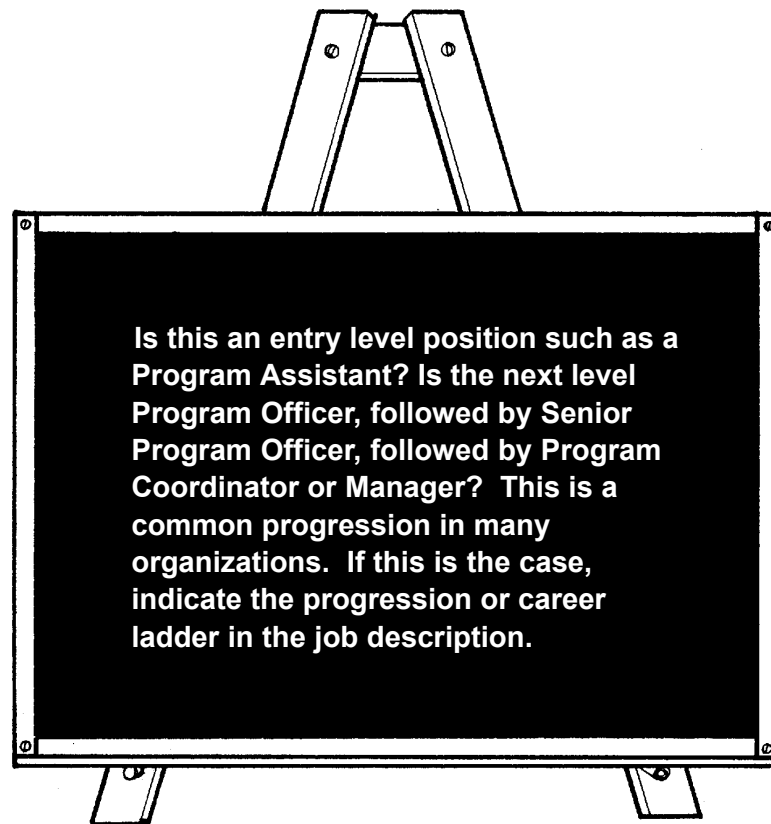 Is this an entry level position such as a
Program Assistant? Is the next level
Program Officer, followed by Senior
Program Officer, followed by Program
Coordinator or Manager?  This is a
common progression in many
organizations.  If this is the case,
indicate the progression or career
ladder in the job description.